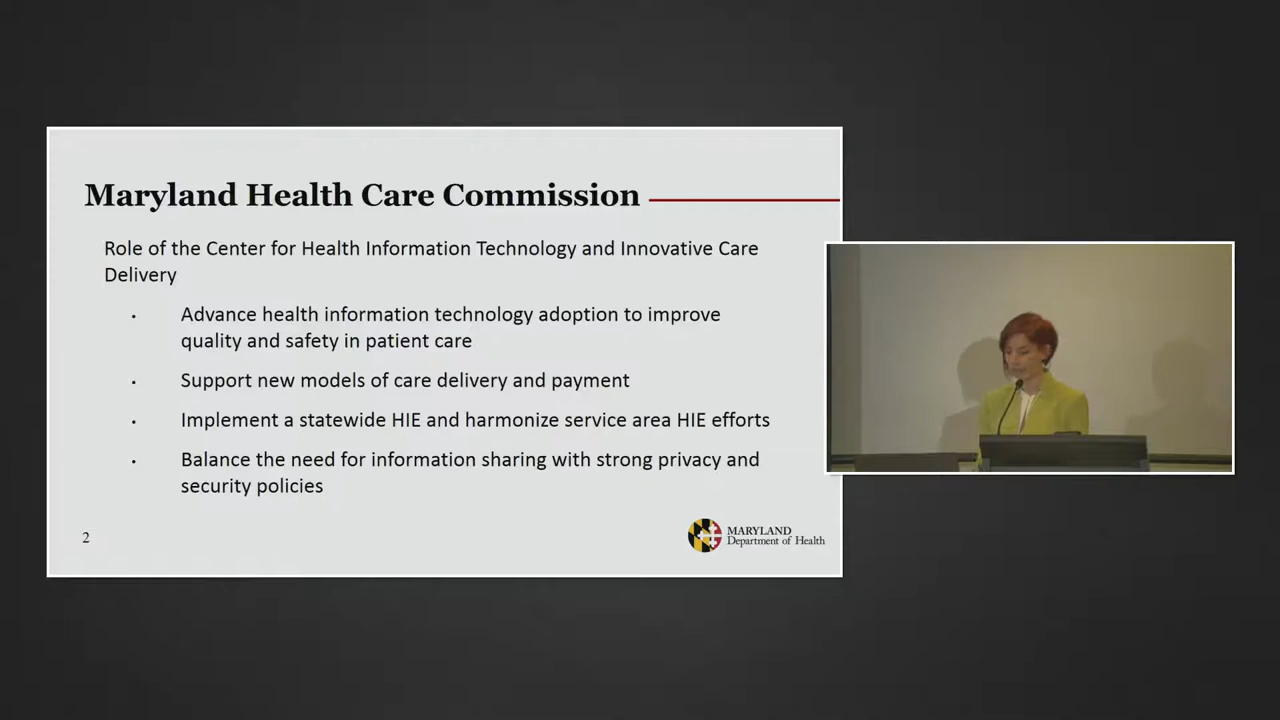 Maryland Health Care Commission
Role of the Center for Health Information Technology and Innovative Care
Delivery
• Advance health information technology adoption to improve
quality and safety in patient care
• Support new models of care delivery and payment
• Implement a statewide HIE and harmonize service area HIE efforts
• Balance the need for information sharing with strong privacy and
security policies
2
MARYLAND
Department of Health